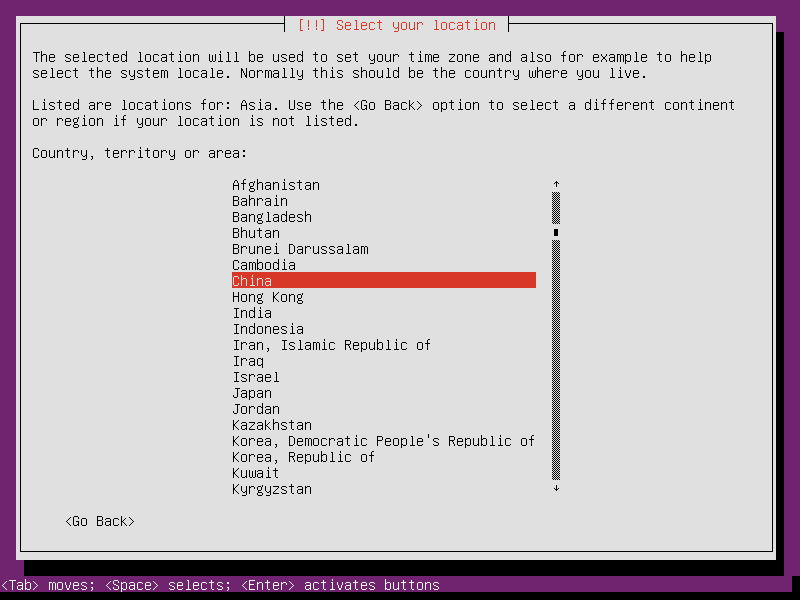 [!!] Select your location
The selected location will be used to set your time zone and also for example to help
select the system locale. Normally this should be the country where you live.
Listed are locations for: Asia. Use the <Go Back> option to select a different continent
or region if your location is not listed.
Country, territory or area:
Afghanistan
Bahrain
Bangladesh
Bhutan
Brunei Darussalam
Cambodia
China
Hong Kong
India
Indonesia
Iran, Islamic Republic of
Iraq
Israel
Japan
Jordan
Kazakhstan
Korea, Democratic People's Republic of
Korea, Republic of
Kuwait
Kyrgyzstan
<Go Back>
<Tab> moves; <Space> selects; <Enter> activates buttons